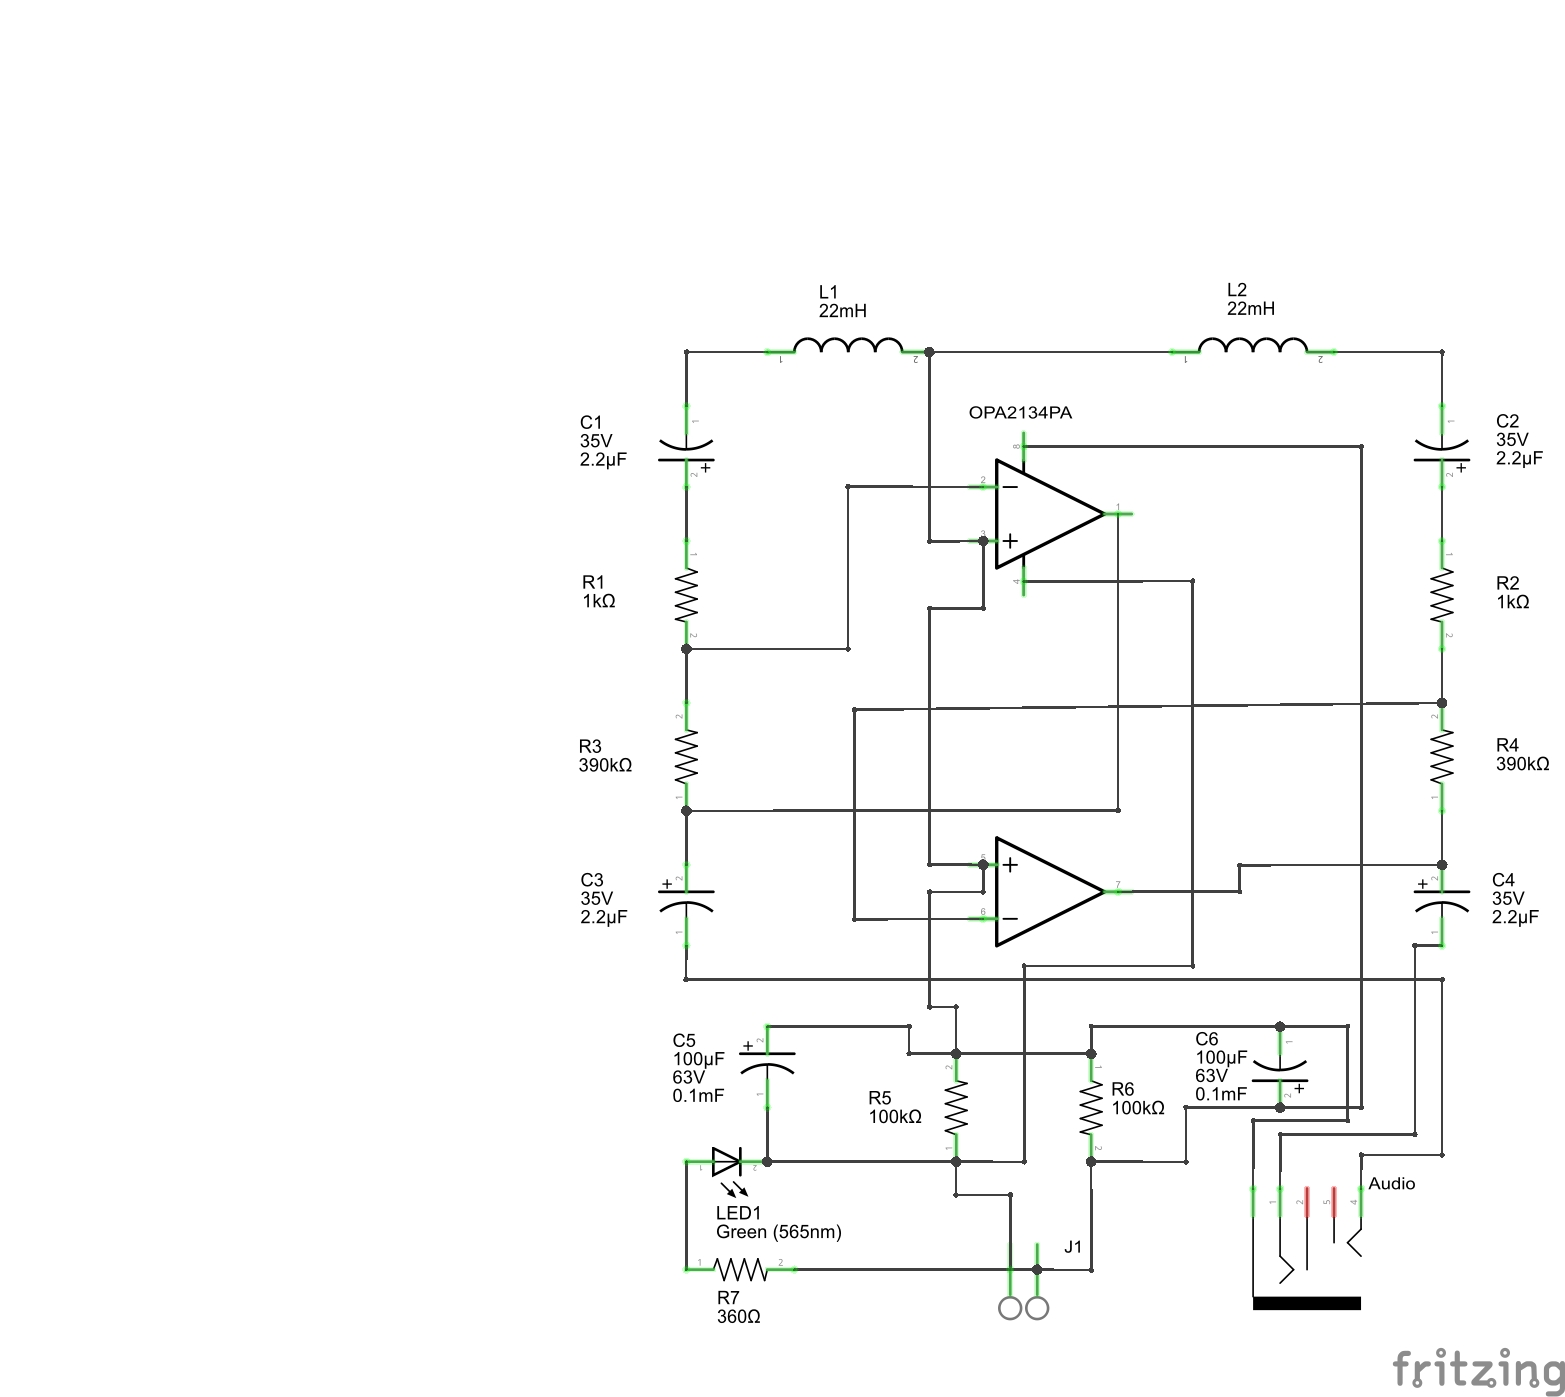 L1
22mH
L2
22mH
OPA2134PA
C1
35V
2.2µF
C2
35V
2.2µF
R1
1kΩ
R2
1kΩ
R3
390kΩ
R4
390kΩ
C3
35V
2.2µF
C4
35V
2.2µF
C5
100µF
63V
0.1mF
R5
100kΩ
R6
100kΩ
C6
100µF
63V
0.1mF
LED1
Green (565nm)
R7
360Ω
J1
Audio
fritzing